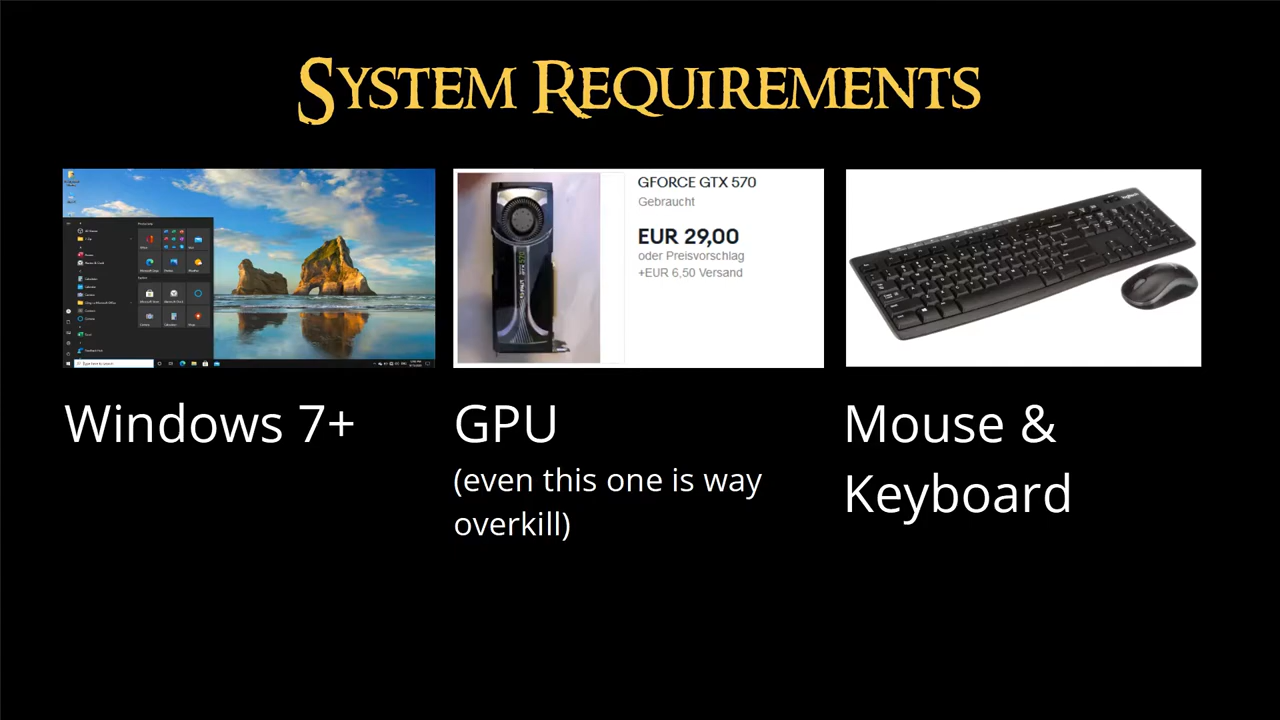 System Requirements
GFORCE GTX 570
Gebraucht
EUR 29,00
oder Preisvorschlag
+EUR 6,50 Versand
Windows 7+
GPU
(even this one is way
overkill)
Mouse &
Keyboard